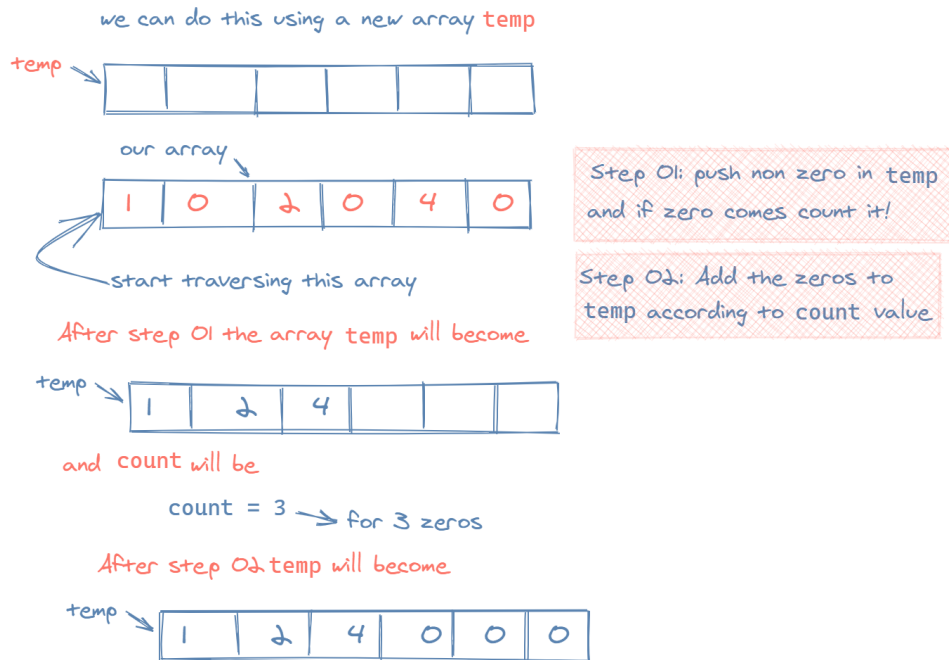 we can do this using a new array temp
temp
our array
1 0 2 0 4 0
Step 01: push non zero in temp
and if zero comes count it!
start traversing this array
Step 02: Add the zeros to
temp according to count value
After step 01 the array temp will become
temp
1 2 4
and count will be
count = 3 for 3 zeros
After step 02 temp will become
temp
1 2 4 0 0 0